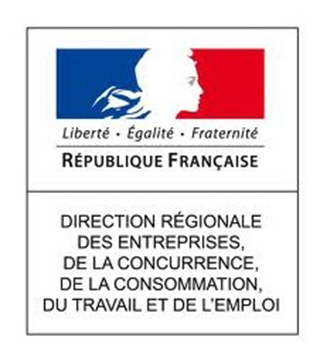 Liberté • Égalité • Fraternité
RÉPUBLIQUE FRANÇAISE
DIRECTION RÉGIONALE
DES ENTREPRISES,
DE LA CONCURRENCE,
DE LA CONSOMMATION,
DU TRAVAIL ET DE L'EMPLOI